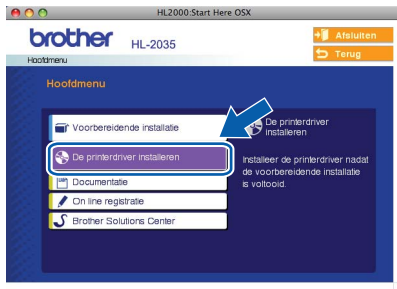 HL2000:Start Here OSX
brother HL-2035
Afsluiten
Terug
Hoofdmenu
Hoofdmenu
Voorbereidende installatie
De printerdriver installeren
Documentatie
On line registratie
Brother Solutions Center
De printerdriver
installeren
Installeer de printerdriver nadat
de voorbereidende installatie
is voltooid.